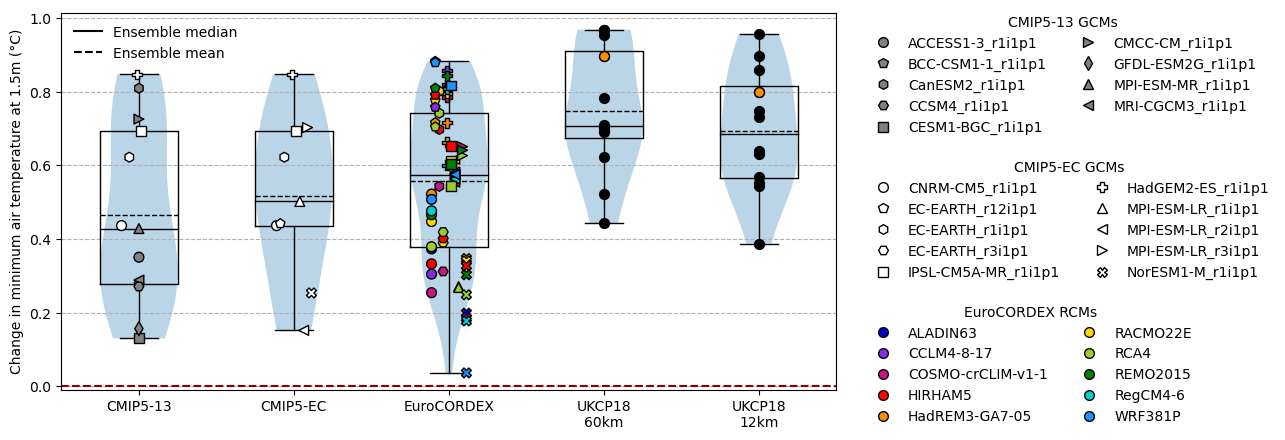 Change in minimum air temperature at 1.5m (°C)
1.0
0.8
0.6
0.4
0.2
0.0
Ensemble median
Ensemble mean
CMIP5-13
CMIP5-EC
EuroCORDEX
UKCP18
60km
UKCP18
12km
CMIP5-13 GCMs
ACCESS1-3_r1i1p1
BCC-CSM1-1_r1i1p1
CanESM2_r1i1p1
CCSM4_r1i1p1
CESM1-BGC_r1i1p1
CMCC-CM_r1i1p1
GFDL-ESM2G_r1i1p1
MPI-ESM-MR_r1i1p1
MRI-CGCM3_r1i1p1
CMIP5-EC GCMs
CNRM-CM5_r1i1p1
EC-EARTH_r12i1p1
EC-EARTH_r1i1p1
EC-EARTH_r3i1p1
IPSL-CM5A-MR_r1i1p1
HadGEM2-ES_r1i1p1
MPI-ESM-LR_r1i1p1
MPI-ESM-LR_r2i1p1
MPI-ESM-LR_r3i1p1
NorESM1-M_r1i1p1
EuroCORDEX RCMs
ALADIN63
CCLM4-8-17
COSMO-crCLIM-v1-1
HIRHAM5
HadREM3-GA7-05
RACMO22E
RCA4
REMO2015
RegCM4-6
WRF381P